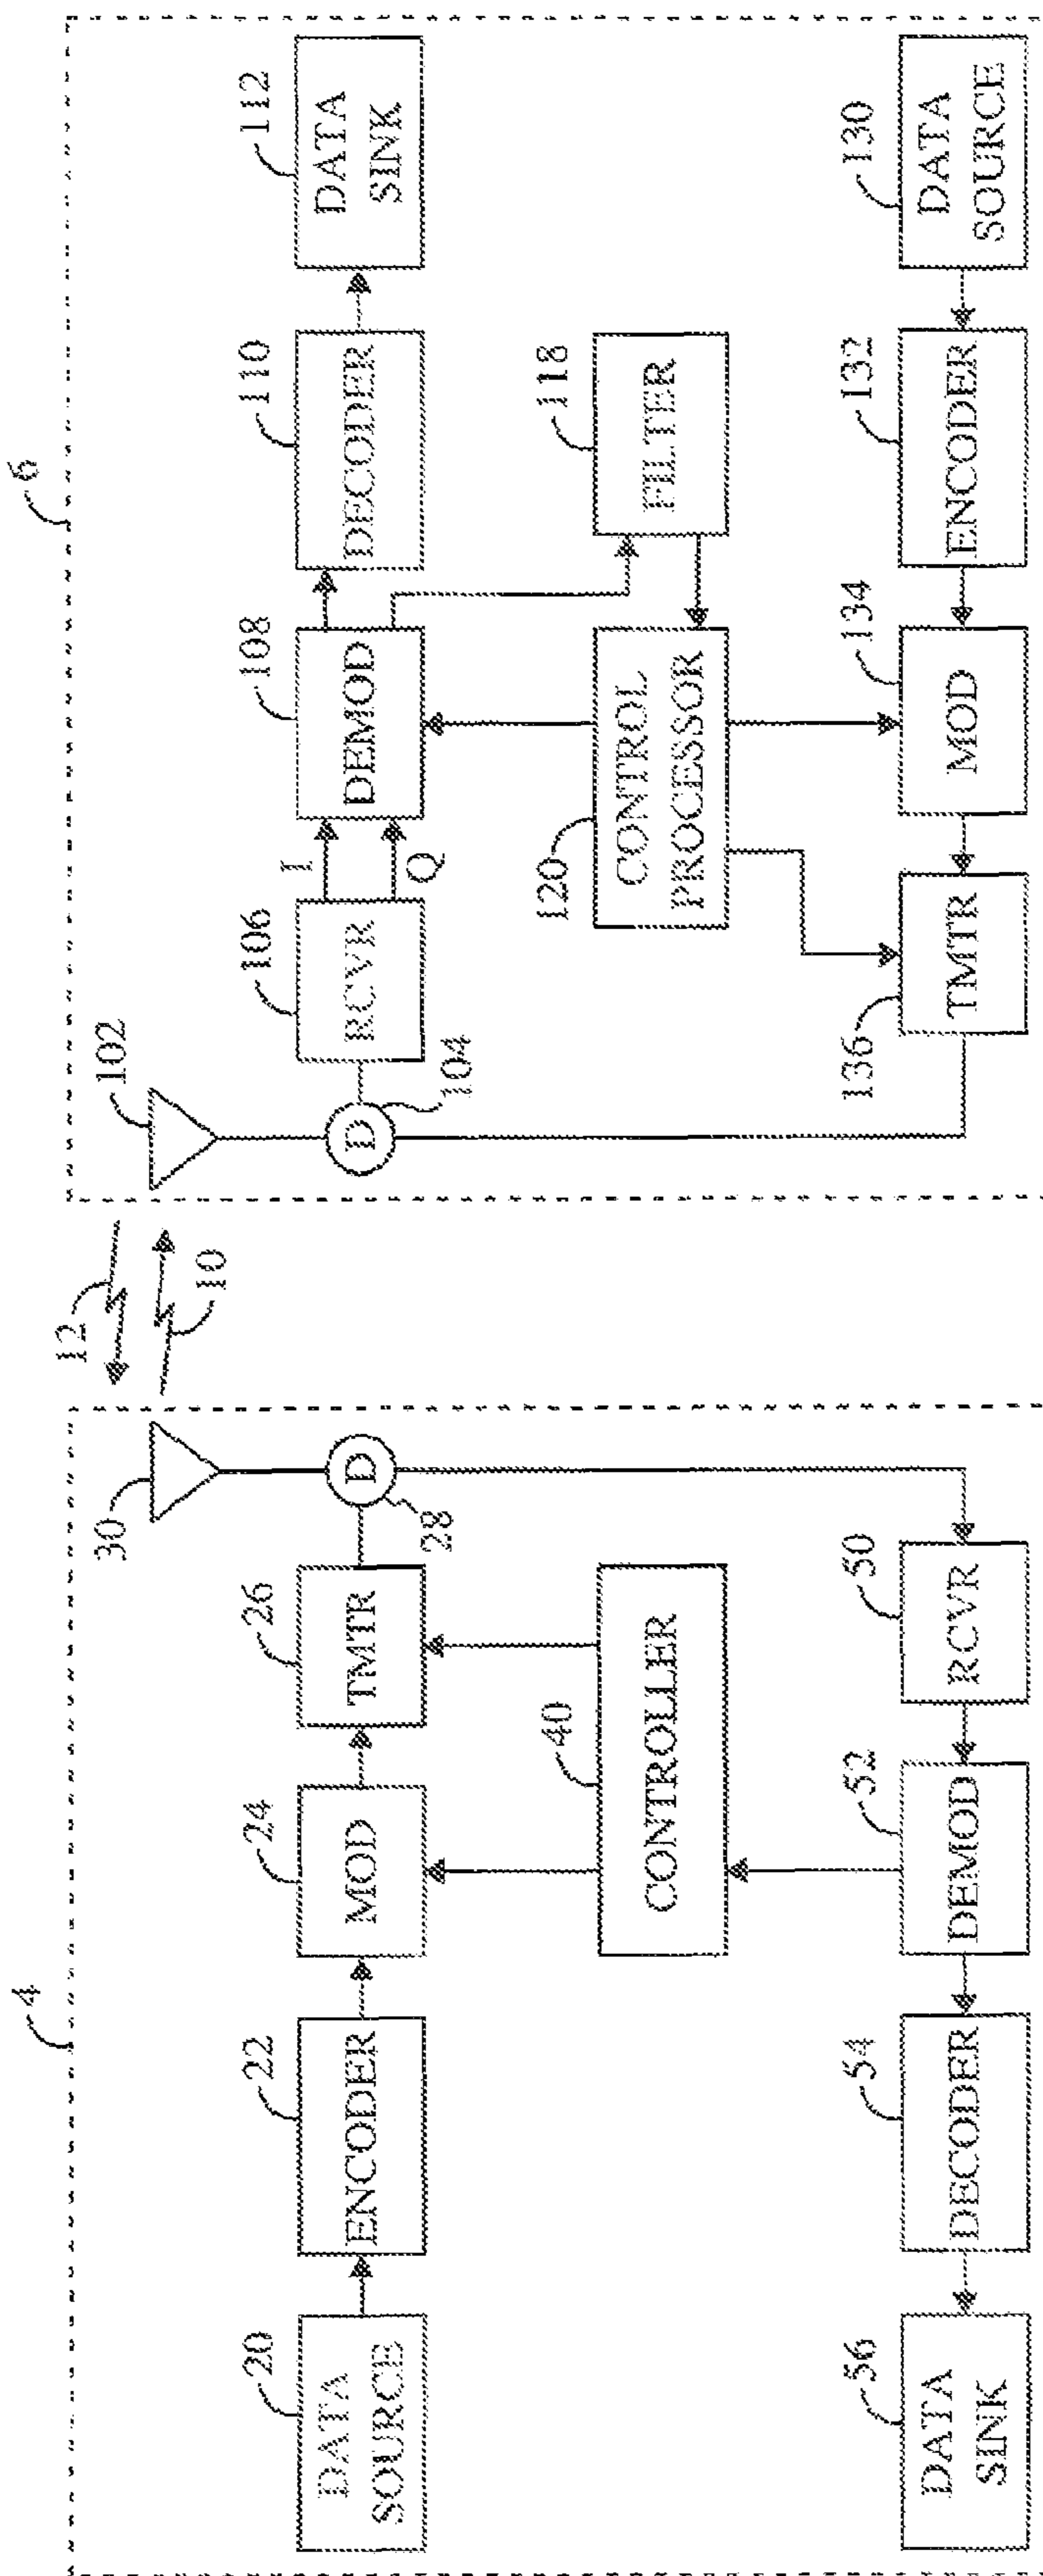 4
20
DATA
SOURCE
22
ENCODER
24
MOD
26
TMTR
30
D
28
40
CONTROLLER
50
RCVR
52
DEMOD
54
DECODER
56
DATA
SINK
12
10
6
102
D
104
106
RCVR
I
Q
108
DEMOD
110
DECODER
112
DATA
SINK
118
FILTER
120
CONTROL
PROCESSOR
130
DATA
SOURCE
132
ENCODER
134
MOD
136
TMTR